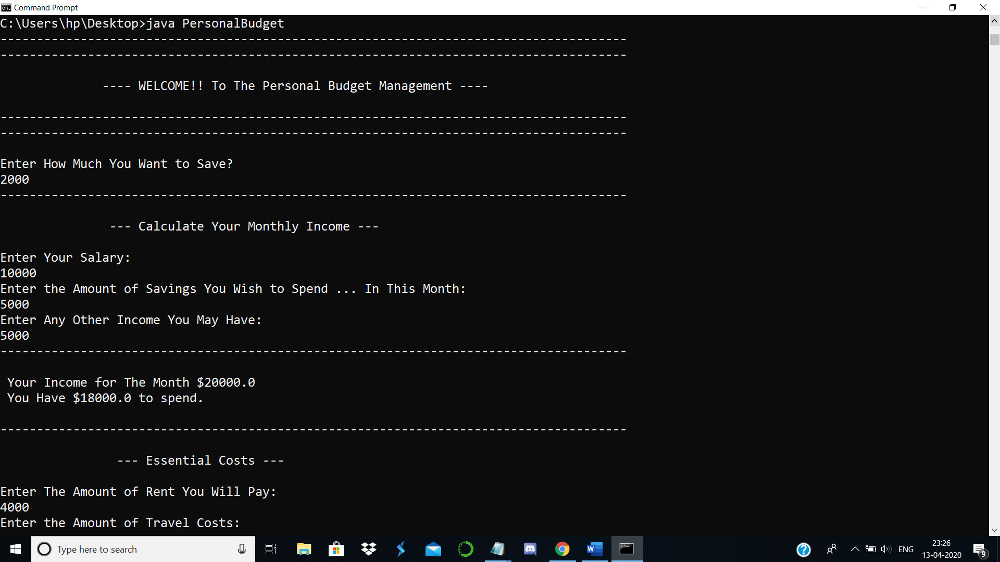 Command Prompt
C:\Users\hp\Desktop>java PersonalBudget
--------------------------------------------------------------------------------------
--------------------------------------------------------------------------------------
---- WELCOME!! To The Personal Budget Management ----
--------------------------------------------------------------------------------------
--------------------------------------------------------------------------------------
Enter How Much You Want to Save?
2000
--------------------------------------------------------------------------------------
--- Calculate Your Monthly Income ---
Enter Your Salary:
10000
Enter the Amount of Savings You Wish to Spend ... In This Month:
5000
Enter Any Other Income You May Have:
5000
--------------------------------------------------------------------------------------
Your Income for The Month $20000.0
You Have $18000.0 to spend.
--------------------------------------------------------------------------------------
--- Essential Costs ---
Enter The Amount of Rent You Will Pay:
4000
Enter the Amount of Travel Costs:
Type here to search
ENG
23:26
13-04-2020
9